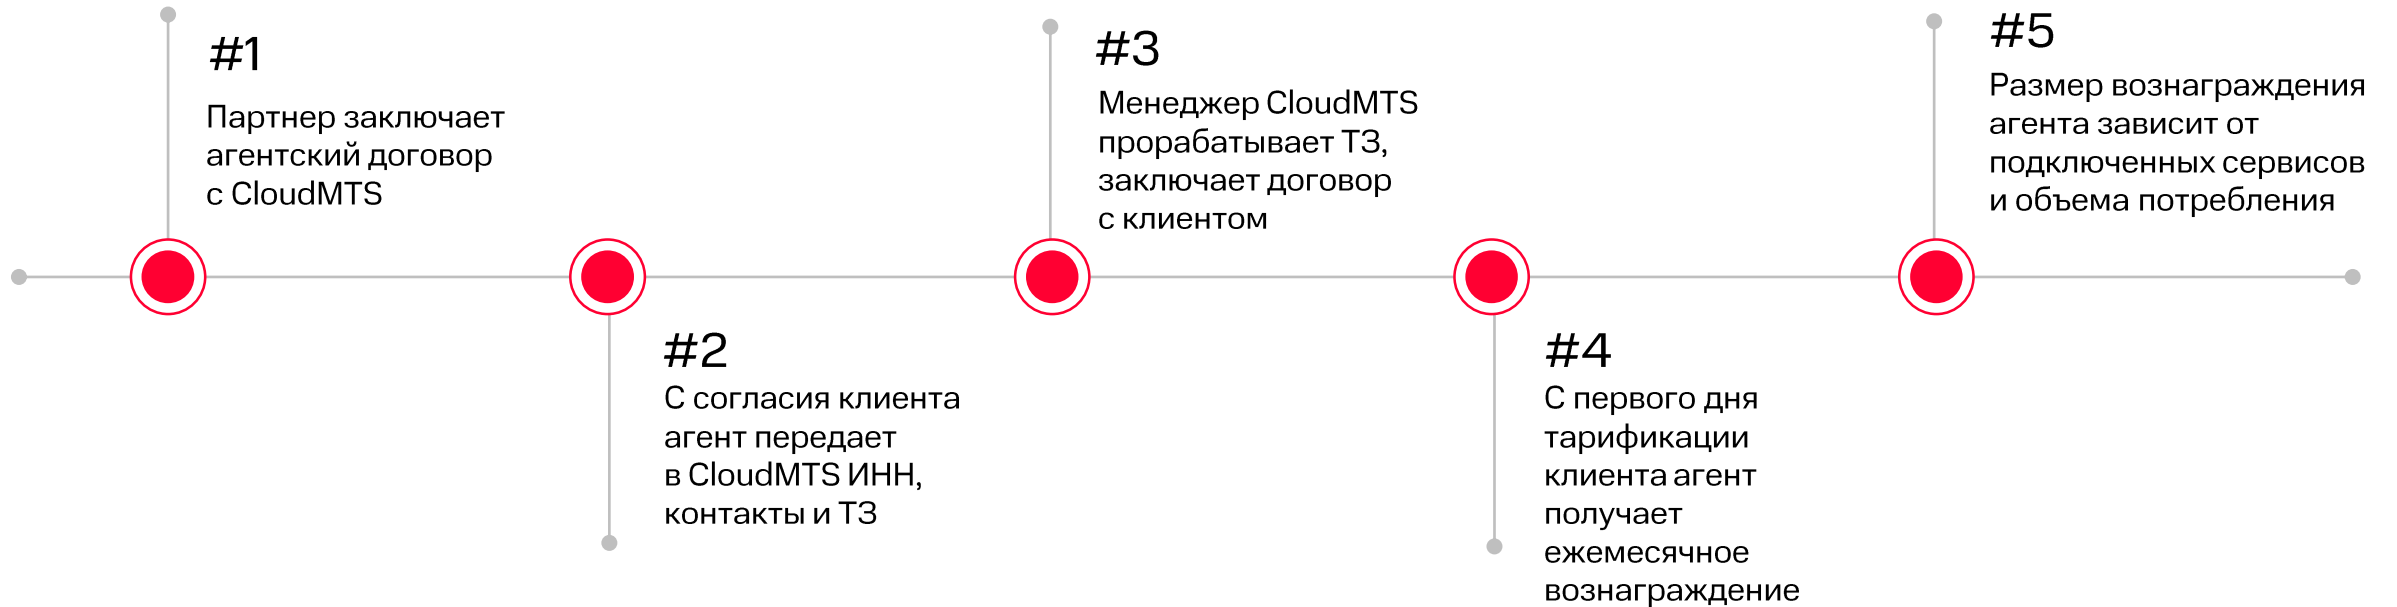 #1
Партнер заключает
агентский договор
с CloudMTS
#2
С согласия клиента
агент передает
в CloudMTS ИНН,
контакты и ТЗ
#3
Менеджер CloudMTS
прорабатывает ТЗ,
заключает договор
с клиентом
#4
С первого дня
тарификации
клиента агент
получает
ежемесячное
вознаграждение
#5
Размер вознаграждения
агента зависит от
подключенных сервисов
и объема потребления